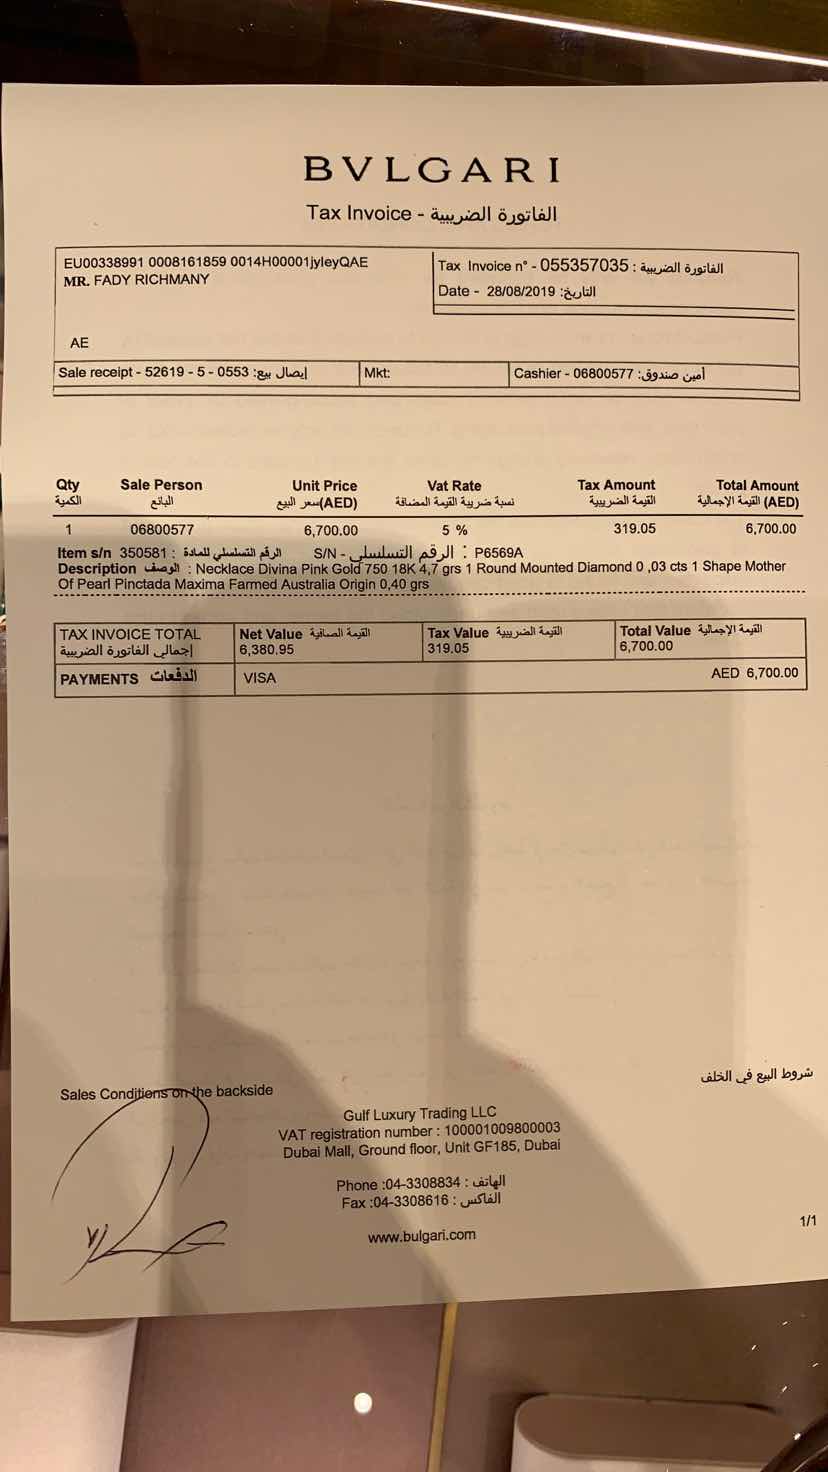 BVLGARI
Tax Invoice - الفاتورة الضريبية
EU00338991 0008161859 0014H00001jyleyQAE
MR. FADY RICHMANY
AE
Tax Invoice n° - 055357035 : الفاتورة الضريبية
Date - 28/08/2019 :التاريخ
Sale receipt - 52619 - 5 - 0553 :إيصال بيع
Mkt:
Cashier - 06800577 :أمين صندوق
Qty Sale Person Unit Price Vat Rate Tax Amount Total Amount
الكمية البائع سعر البيع(AED) نسبة ضريبة القيمة المضافة القيمة الضريبية القيمة الإجمالية (AED)
1 06800577 6,700.00 5 % 319.05 6,700.00
Item s/n 350581 : الرقم التسلسلي للمادة S/N - الرقم التسلسلي : P6569A
Description الوصف : Necklace Divina Pink Gold 750 18K 4,7 grs 1 Round Mounted Diamond 0 ,03 cts 1 Shape Mother
Of Pearl Pinctada Maxima Farmed Australia Origin 0,40 grs
TAX INVOICE TOTAL Net Value القيمة الصافية Tax Value القيمة الضريبية Total Value القيمة الإجمالية
إجمالي الفاتورة الضريبية 6,380.95 319.05 6,700.00
PAYMENTS الدفعات VISA AED 6,700.00
شروط البيع في الخلف
Sales Conditions on the backside
Gulf Luxury Trading LLC
VAT registration number : 100001009800003
Dubai Mall, Ground floor, Unit GF185, Dubai
Phone :04-3308834 : الهاتف
Fax :04-3308616 : الفاكس
www.bulgari.com
1/1